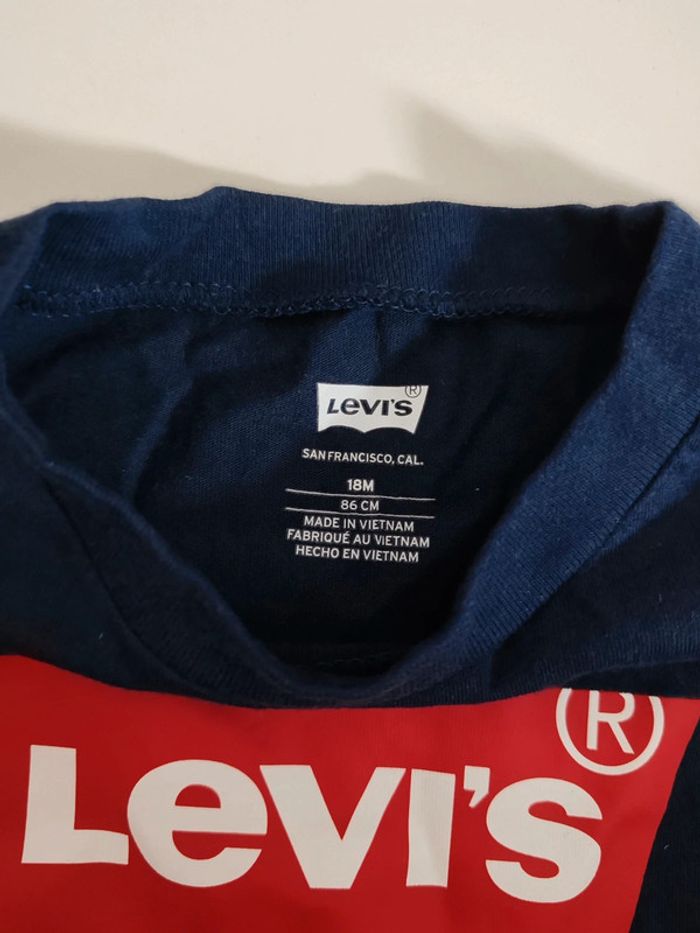 LEVI'S ®
SAN FRANCISCO, CAL.
18M
86 CM
MADE IN VIETNAM
FABRIQUÉ AU VIETNAM
HECHO EN VIETNAM
LEVI'S ®